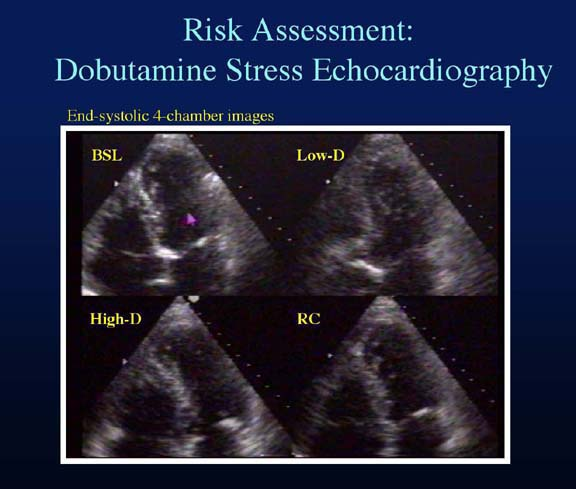 Risk Assessment:
Dobutamine Stress Echocardiography
End-systolic 4-chamber images
BSL
Low-D
High-D
RC